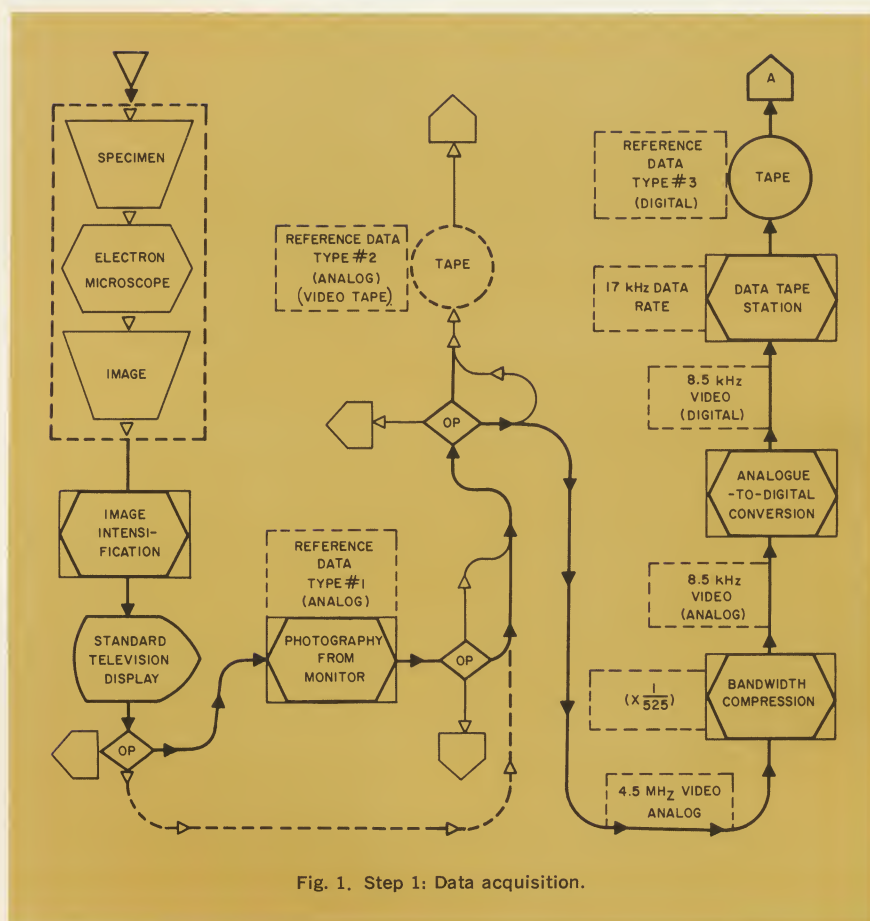 SPECIMEN
ELECTRON
MICROSCOPE
IMAGE
IMAGE
INTENSI-
FICATION
STANDARD
TELEVISION
DISPLAY
OP
REFERENCE
DATA
TYPE #1
(ANALOG)
PHOTOGRAPHY
FROM
MONITOR
OP
REFERENCE DATA
TYPE #2
(ANALOG)
(VIDEO TAPE)
TAPE
OP
4.5 MHz VIDEO
ANALOG
(X 1/525)
BANDWIDTH
COMPRESSION
8.5 kHz
VIDEO
(ANALOG)
ANALOGUE
-TO-DIGITAL
CONVERSION
8.5 kHz
VIDEO
(DIGITAL)
17 kHz DATA
RATE
DATA TAPE
STATION
REFERENCE
DATA
TYPE #3
(DIGITAL)
TAPE
A
Fig. 1. Step 1: Data acquisition.